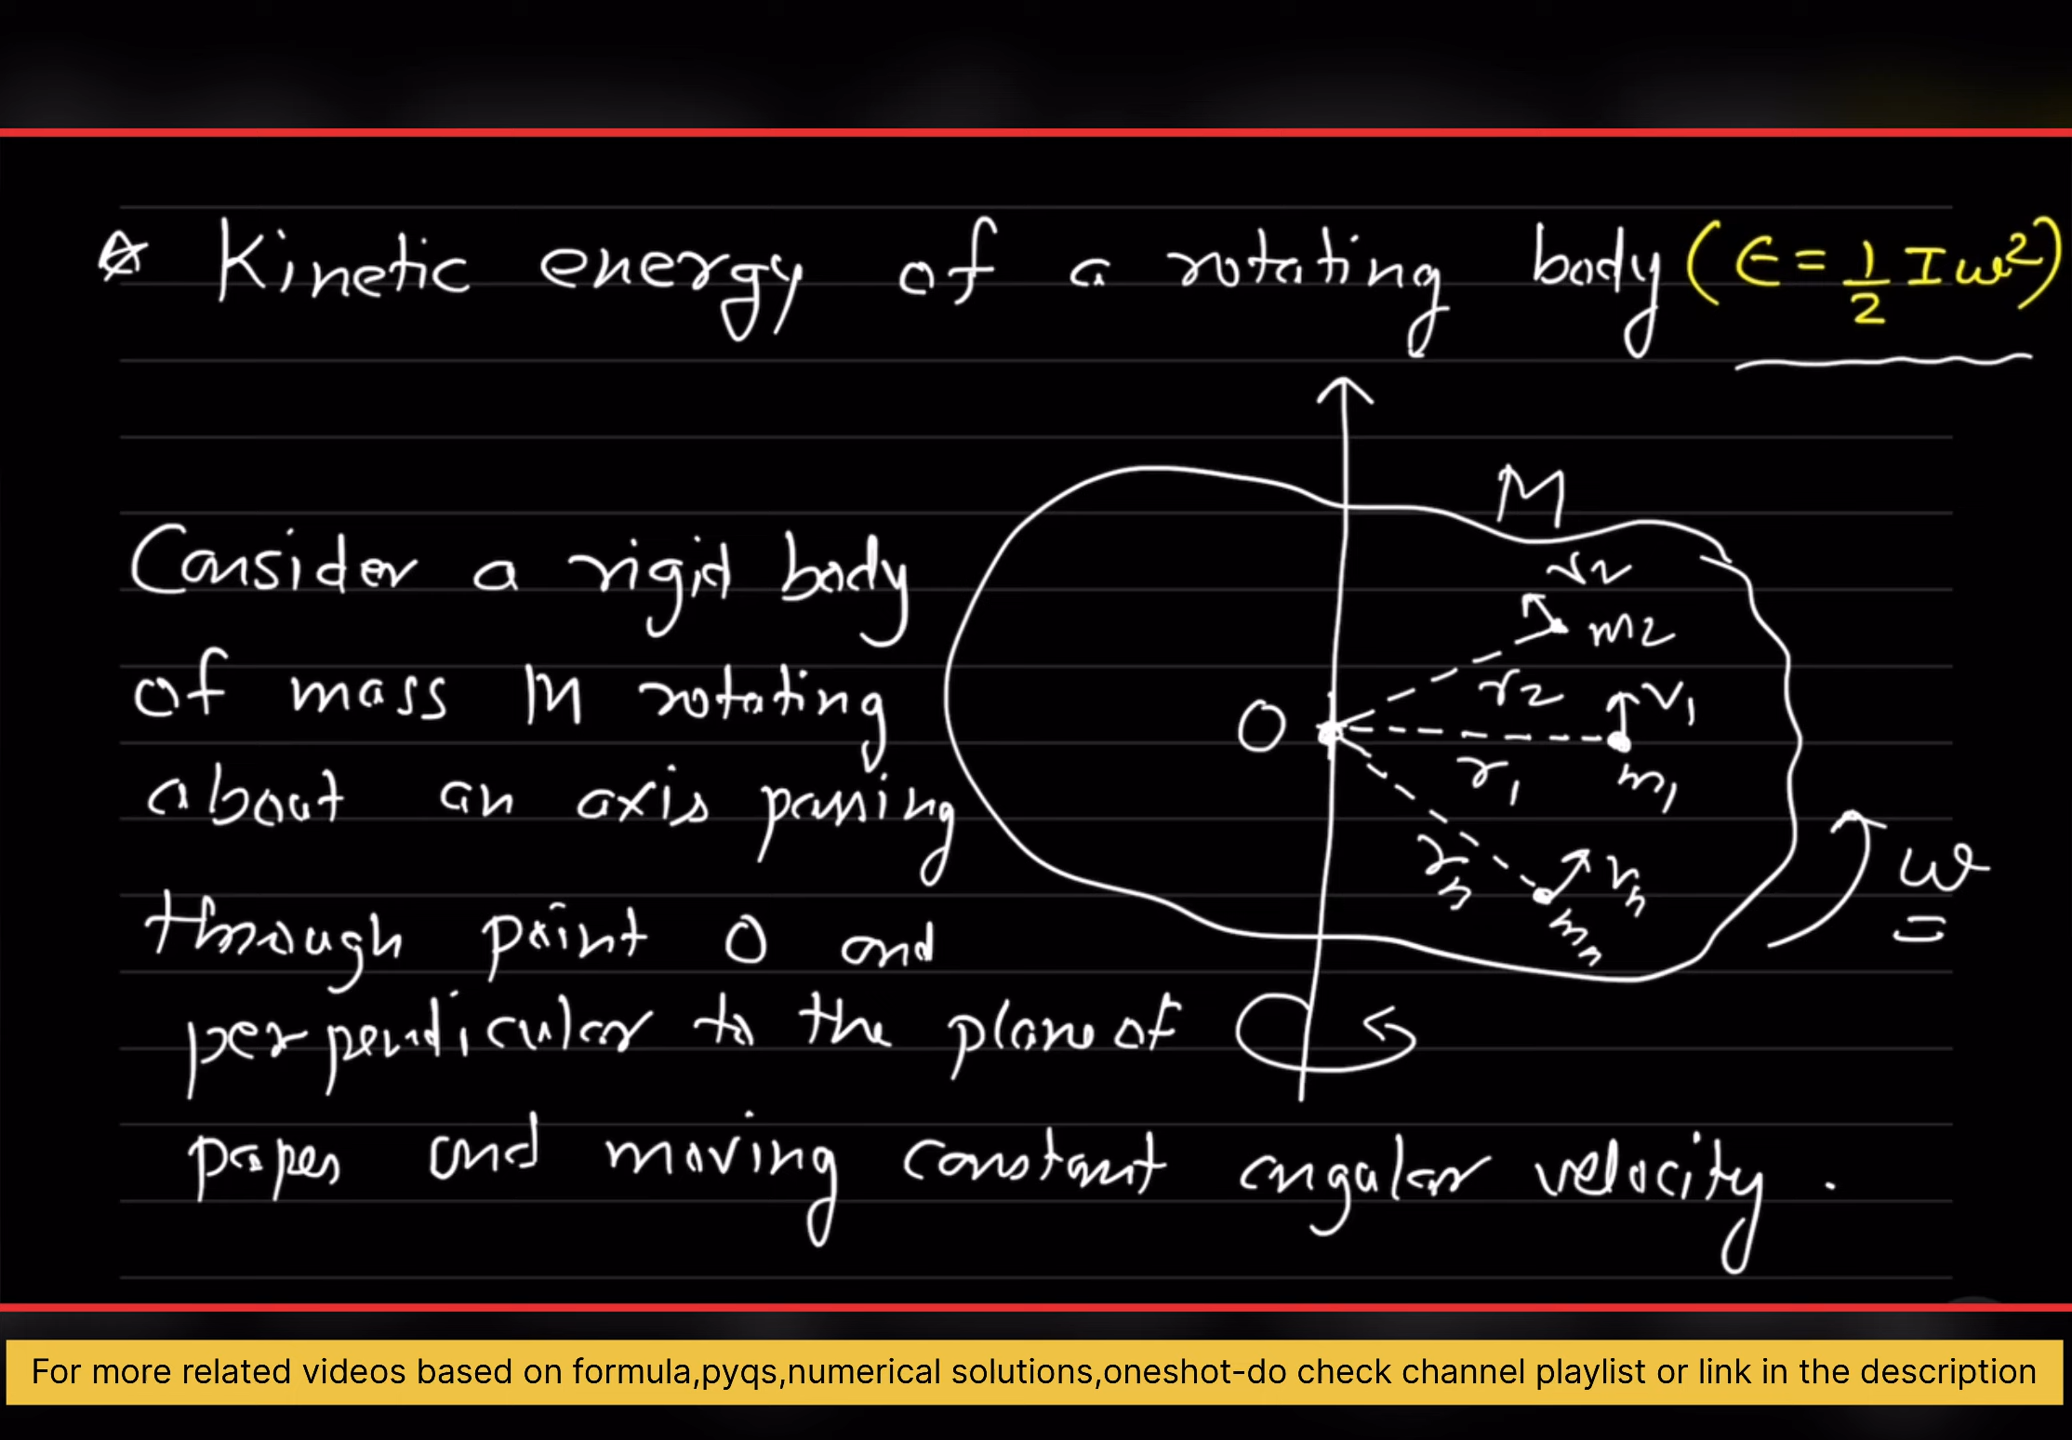 ☆ Kinetic energy of a rotating body (E = 1/2 Iω²)
M
Consider a rigid body
v2
m2
of mass M rotating
r2
v1
O
r1
m1
about an axis passing
rn
vn
ω
mn
through point O and
perpendicular to the plane of
paper and moving constant angular velocity .
For more related videos based on formula,pyqs,numerical solutions,oneshot-do check channel playlist or link in the description